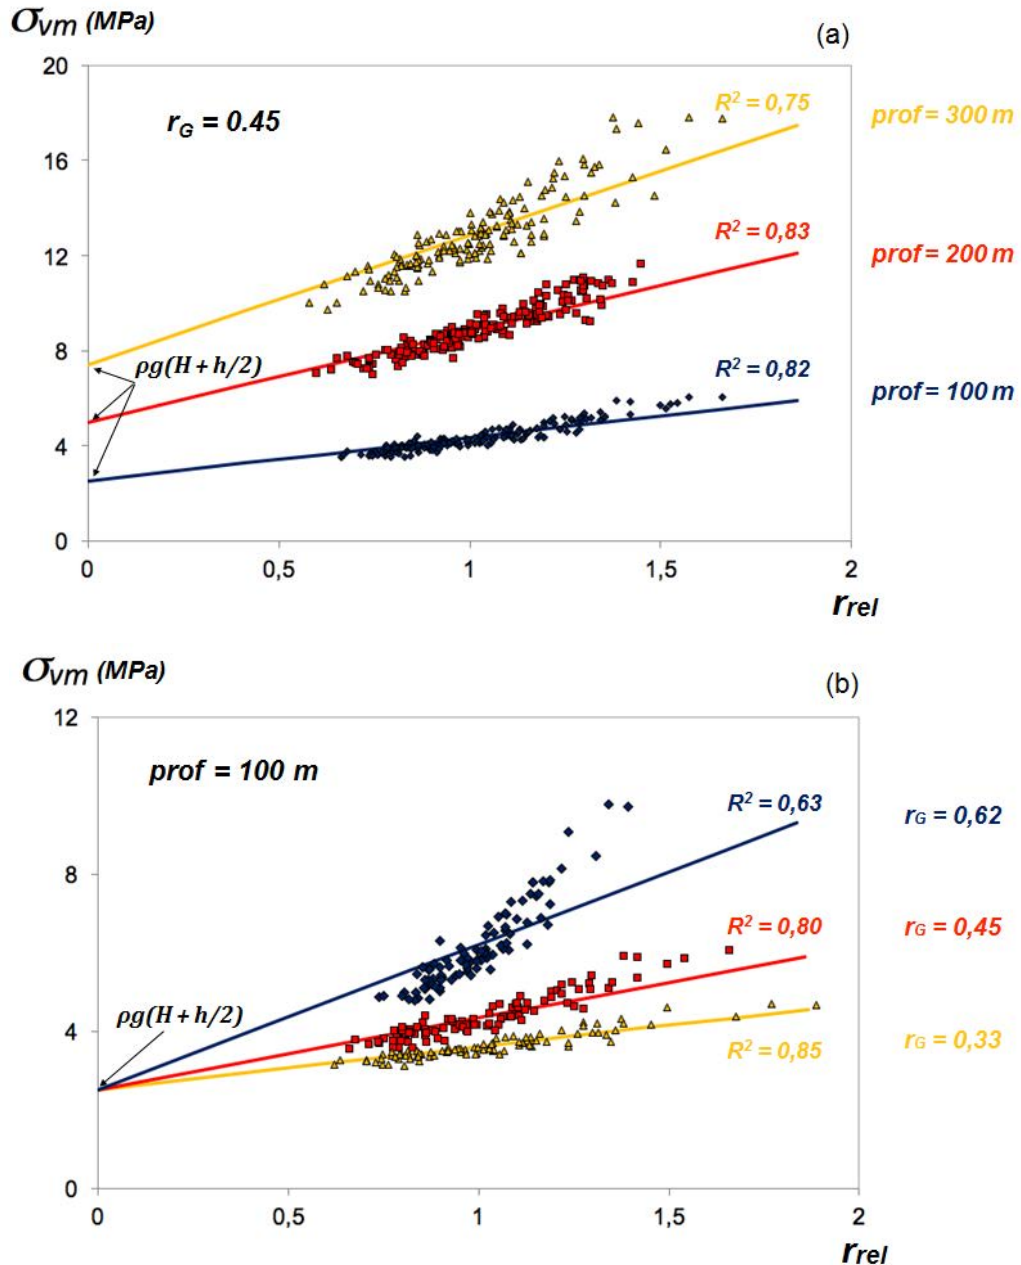 σvm (MPa)
(a)
20
16
12
8
4
0
rG = 0.45
R² = 0,75
prof = 300 m
R² = 0,83
prof = 200 m
ρg(H + h/2)
R² = 0,82
prof = 100 m
0 0,5 1 1,5 2
rrel
σvm (MPa)
(b)
12
8
4
0
prof = 100 m
R² = 0,63
rG = 0,62
R² = 0,80
rG = 0,45
ρg(H + h/2)
R² = 0,85
rG = 0,33
0 0,5 1 1,5 2
rrel